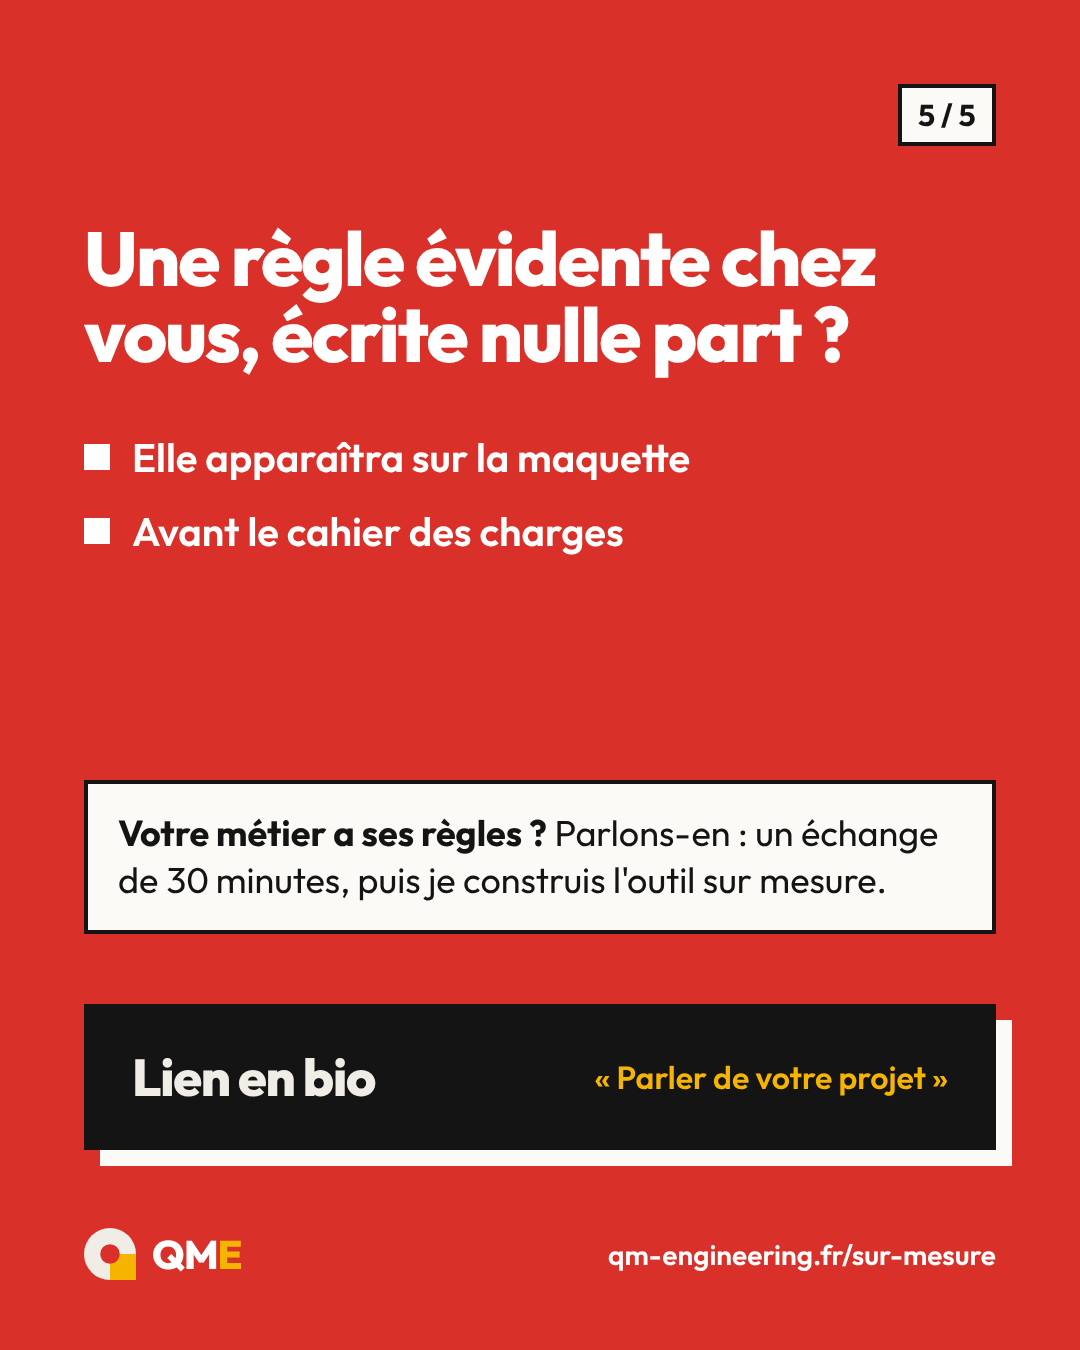 5 / 5
Une règle évidente chez
vous, écrite nulle part ?
Elle apparaîtra sur la maquette
Avant le cahier des charges
Votre métier a ses règles ? Parlons-en : un échange
de 30 minutes, puis je construis l'outil sur mesure.
Lien en bio
« Parler de votre projet »
QME
qm-engineering.fr/sur-mesure